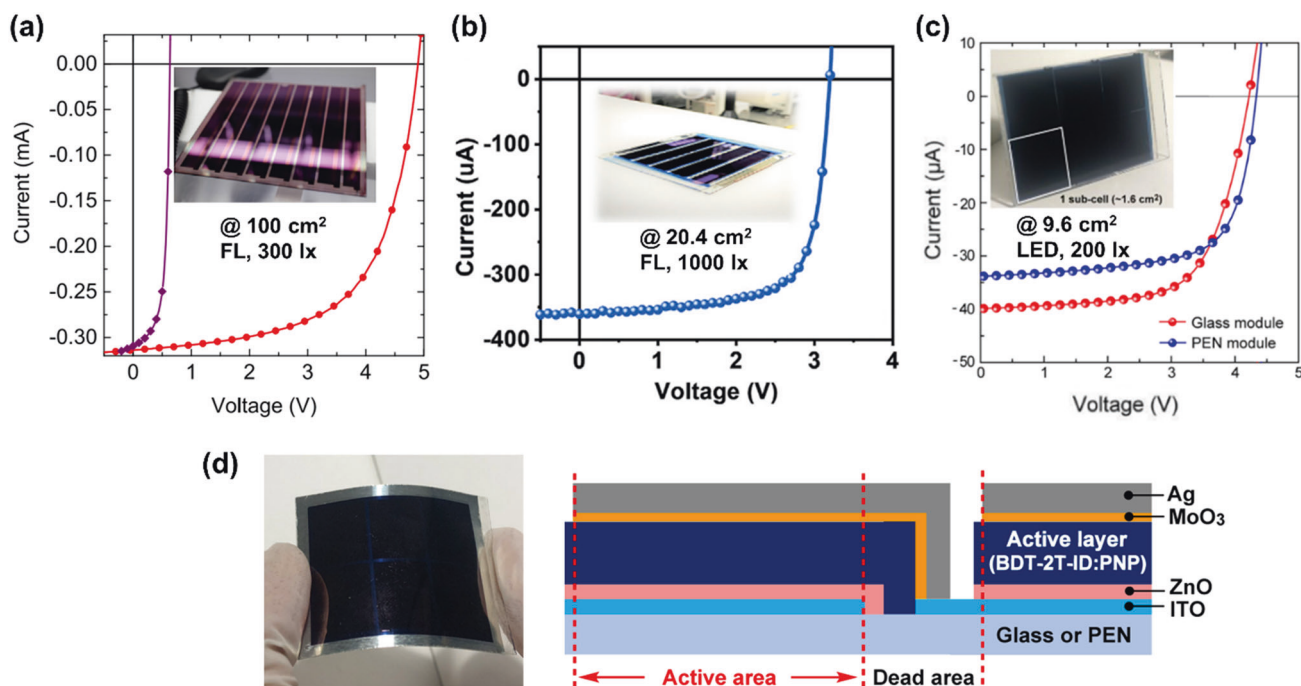 (a)
0.00
-0.05
-0.10
-0.15
-0.20
-0.25
-0.30
Current (mA)
@ 100 cm²
FL, 300 lx
0 1 2 3 4 5
Voltage (V)
(b)
0
-100
-200
-300
-400
Current (uA)
@ 20.4 cm²
FL, 1000 lx
0 1 2 3 4
Voltage (V)
(c)
10
0
-10
-20
-30
-40
-50
Current (µA)
1 sub-cell (~1.6 cm²)
@ 9.6 cm²
LED, 200 lx
Glass module
PEN module
0 1 2 3 4 5
Voltage (V)
(d)
Ag
MoO₃
Active layer
(BDT-2T-ID:PNP)
ZnO
ITO
Glass or PEN
Active area
Dead area